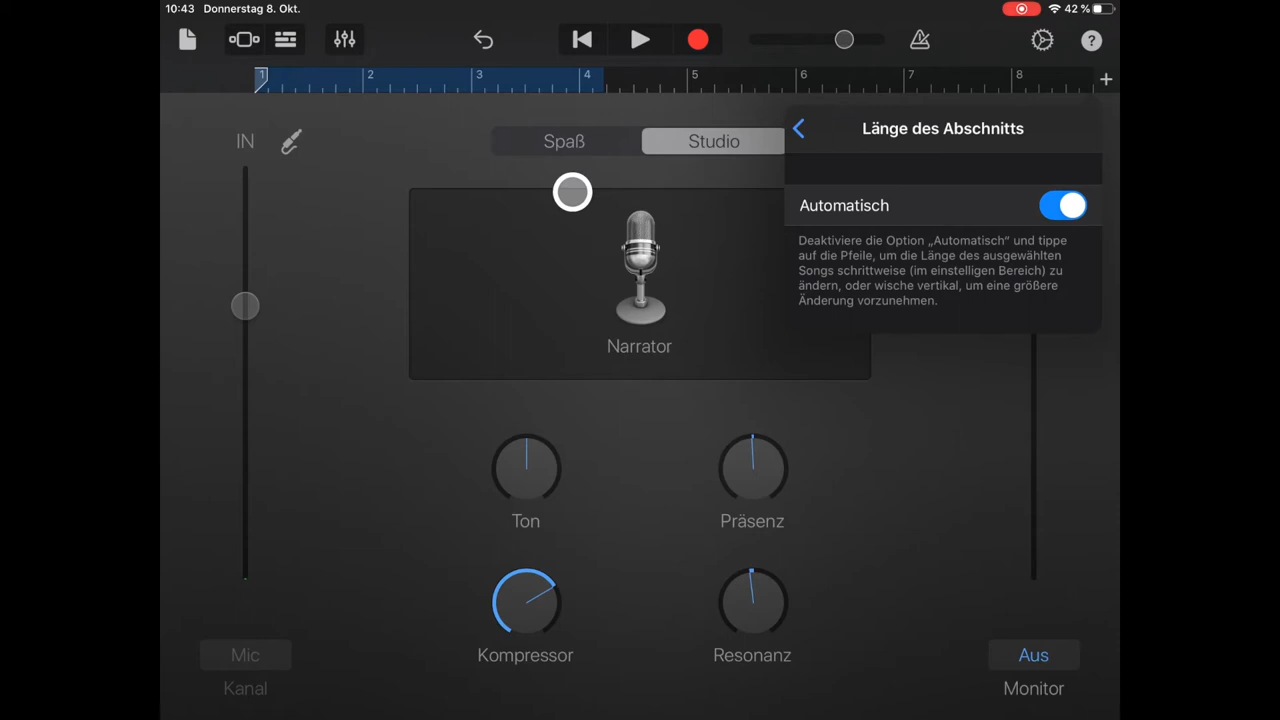 10:43 Donnerstag 8. Okt.
42 %
?
1 2 3 4 5 6 7 8 +
Länge des Abschnitts
IN
Spaß
Studio
Automatisch
Deaktiviere die Option „Automatisch“ und tippe
auf die Pfeile, um die Länge des ausgewählten
Songs schrittweise (im einstelligen Bereich) zu
ändern, oder wische vertikal, um eine größere
Änderung vorzunehmen.
Narrator
Ton
Präsenz
Kompressor
Resonanz
Mic
Kanal
Aus
Monitor